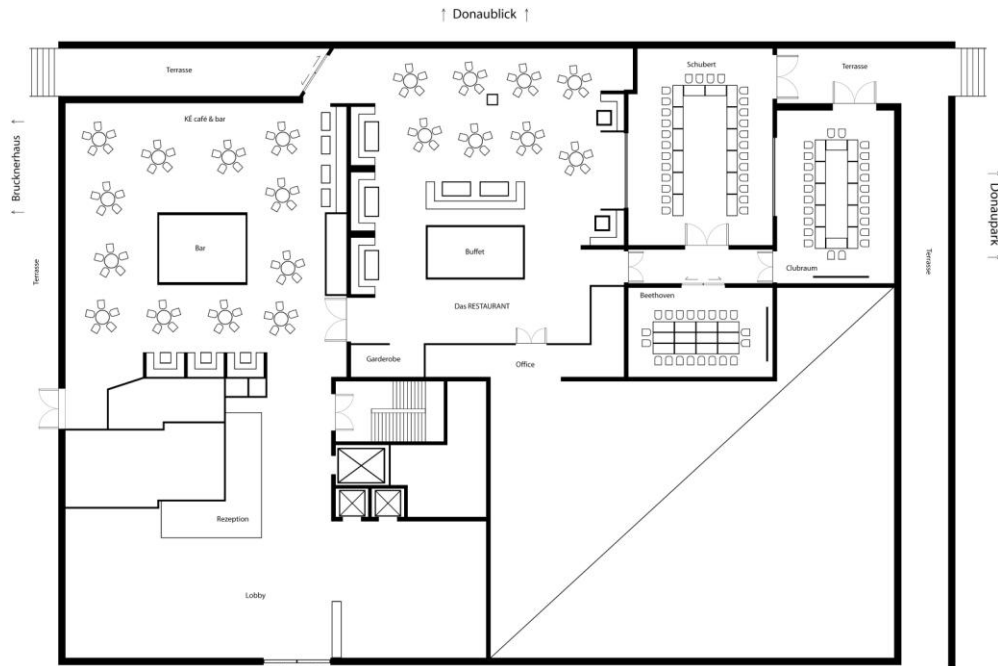 ↑ Donaublick ↑
Terrasse
Schubert
Terrasse
KÉ café & bar
↑ Brucknerhaus ↑
↑ Donaupark ↑
Bar
Buffet
Terrasse
Terrasse
Clubraum
Beethoven
Das RESTAURANT
Garderobe
Office
Rezeption
Lobby